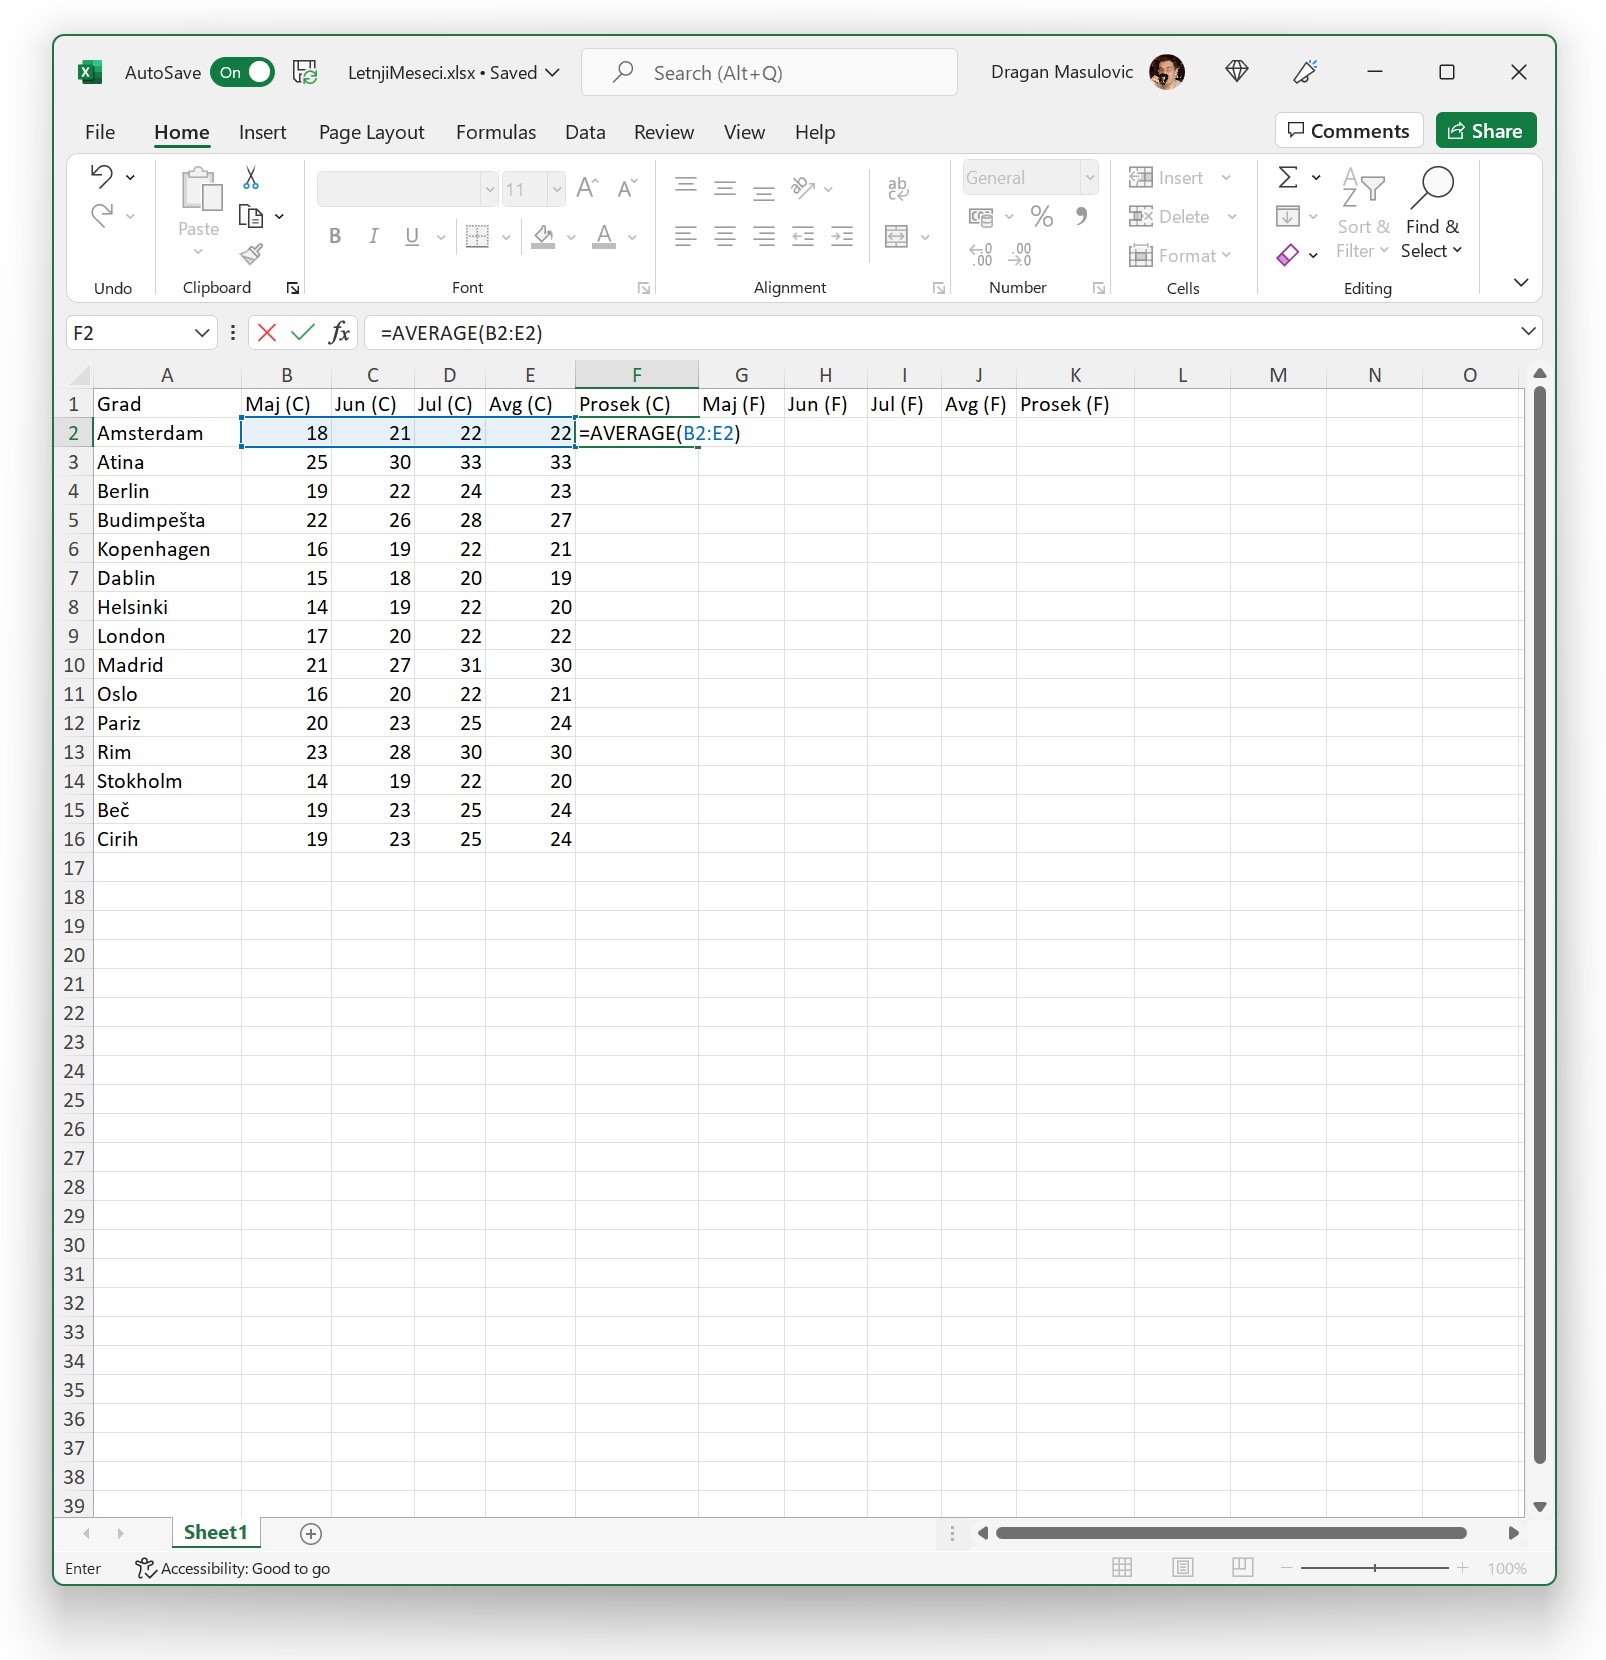 AutoSave On LetnjiMeseci.xlsx • Saved Search (Alt+Q) Dragan Masulovic
File Home Insert Page Layout Formulas Data Review View Help Comments Share
Paste 11 A A ab General Insert Σ
B I U A % Delete Sort & Filter Find & Select
Format
Undo Clipboard Font Alignment Number Cells Editing
F2 fx =AVERAGE(B2:E2)
A B C D E F G H I J K L M N O
1 Grad Maj (C) Jun (C) Jul (C) Avg (C) Prosek (C) Maj (F) Jun (F) Jul (F) Avg (F) Prosek (F)
2 Amsterdam 18 21 22 22 =AVERAGE(B2:E2)
3 Atina 25 30 33 33
4 Berlin 19 22 24 23
5 Budimpešta 22 26 28 27
6 Kopenhagen 16 19 22 21
7 Dablin 15 18 20 19
8 Helsinki 14 19 22 20
9 London 17 20 22 22
10 Madrid 21 27 31 30
11 Oslo 16 20 22 21
12 Pariz 20 23 25 24
13 Rim 23 28 30 30
14 Stokholm 14 19 22 20
15 Beč 19 23 25 24
16 Cirih 19 23 25 24
17
18
19
20
21
22
23
24
25
26
27
28
29
30
31
32
33
34
35
36
37
38
39
Sheet1
Enter Accessibility: Good to go 100%